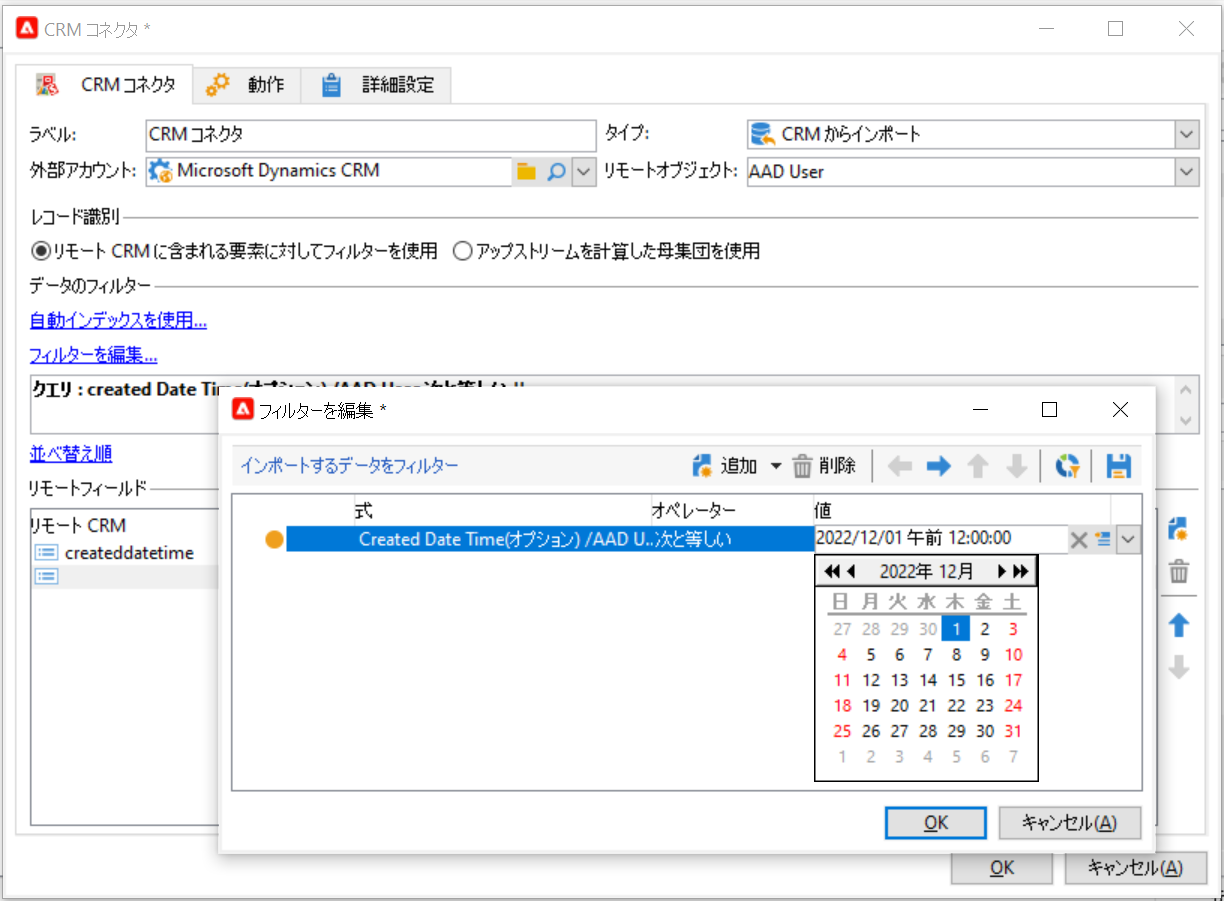 CRM コネクタ *
CRM コネクタ 動作 詳細設定
ラベル: CRM コネクタ タイプ: CRM からインポート
外部アカウント: Microsoft Dynamics CRM リモートオブジェクト: AAD User
レコード識別
リモート CRM に含まれる要素に対してフィルターを使用 アップストリームを計算した母集団を使用
データのフィルター
自動インデックスを使用...
フィルターを編集...
クエリ : created Date Time(オプション) /AAD User 次と等しい ''
並べ替え順
リモートフィールド
リモート CRM
createddatetime
フィルターを編集 *
インポートするデータをフィルター 追加 削除
式 オペレーター 値
Created Date Time(オプション) /AAD U... 次と等しい 2022/12/01 午前 12:00:00
2022年 12月
日 月 火 水 木 金 土
27 28 29 30 1 2 3
4 5 6 7 8 9 10
11 12 13 14 15 16 17
18 19 20 21 22 23 24
25 26 27 28 29 30 31
1 2 3 4 5 6 7
OK キャンセル(A)
OK キャンセル(A)